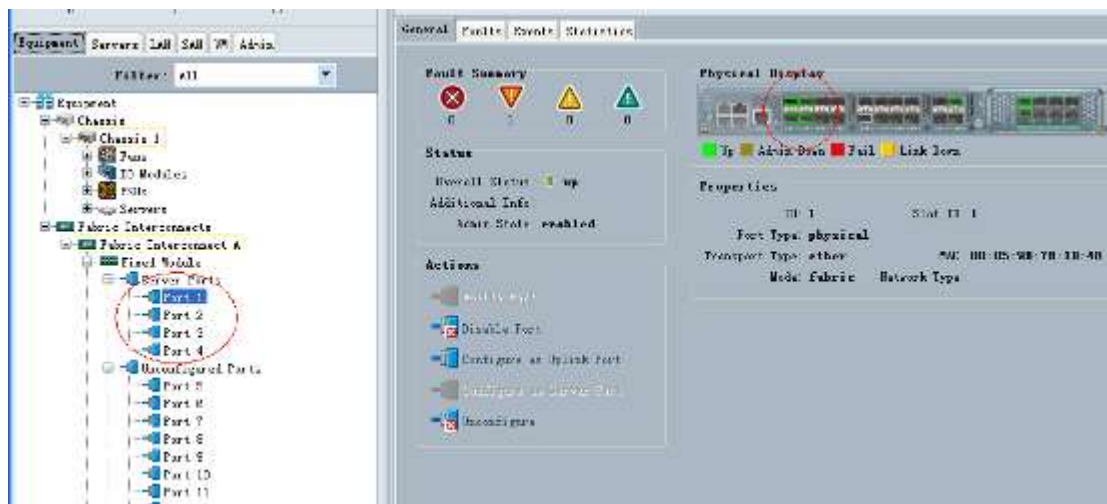 Equipment Servers LAN SAN VM Admin
Filter: All
Equipment
Chassis
Chassis 1
Fans
IO Modules
PSUs
Servers
Fabric Interconnects
Fabric Interconnect A
Fixed Module
Server Ports
Port 1
Port 2
Port 3
Port 4
Unconfigured Ports
Port 5
Port 6
Port 7
Port 8
Port 9
Port 10
Port 11
General Faults Events Statistics
Fault Summary
0 1 0 0
Status
Overall Status: up
Additional Info:
Admin State: enabled
Actions
Disable Port
Configure as Uplink Port
Configure as Server Port
Unconfigure
Physical Display
Up Admin Down Fail Link Down
Properties
ID: 1 Slot ID: 1
Port Type: physical
Transport Type: ether MAC:
Mode: fabric Network Type